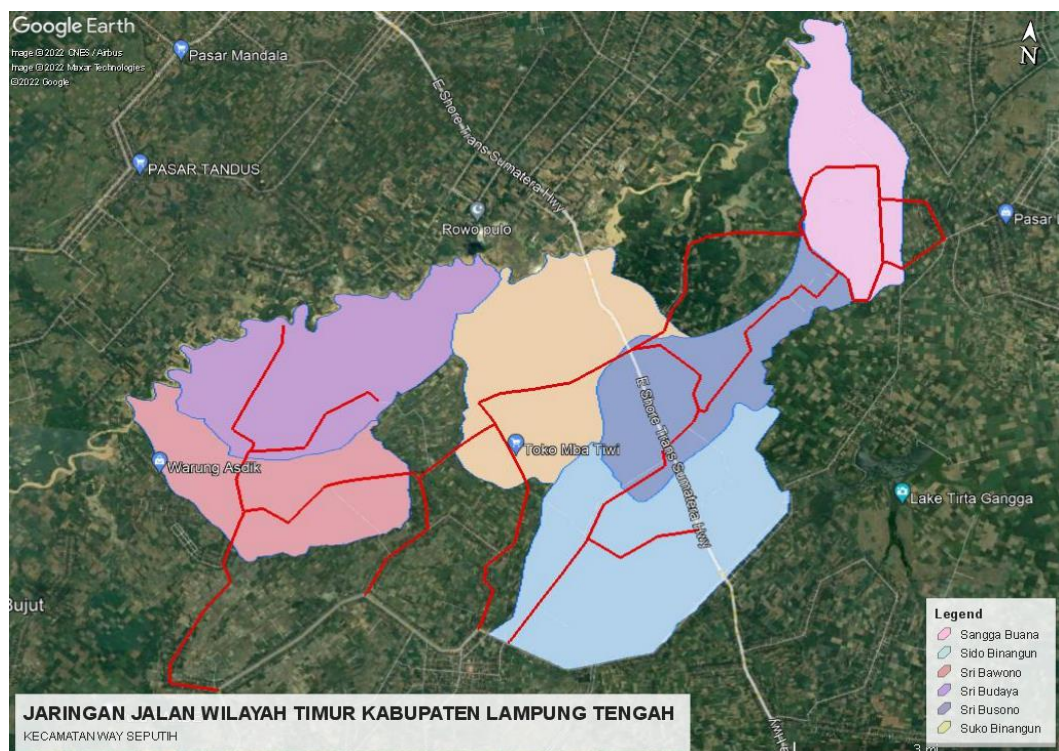 Google Earth
Image © 2022 CNES / Airbus
Image © 2022 Maxar Technologies
© 2022 Google
N
Pasar Mandala
PASAR TANDUS
E Shore Trans-Sumatera Hwy
Rowo pulo
Pasar
E Shore Trans Sumatera Hwy
Toko Mba Tiwi
Warung Asdik
Lake Tirta Gangga
Bujut
Legend
Sangga Buana
Sido Binangun
Sri Bawono
Sri Budaya
Sri Busono
Suko Binangun
JARINGAN JALAN WILAYAH TIMUR KABUPATEN LAMPUNG TENGAH
KECAMATAN WAY SEPUTIH